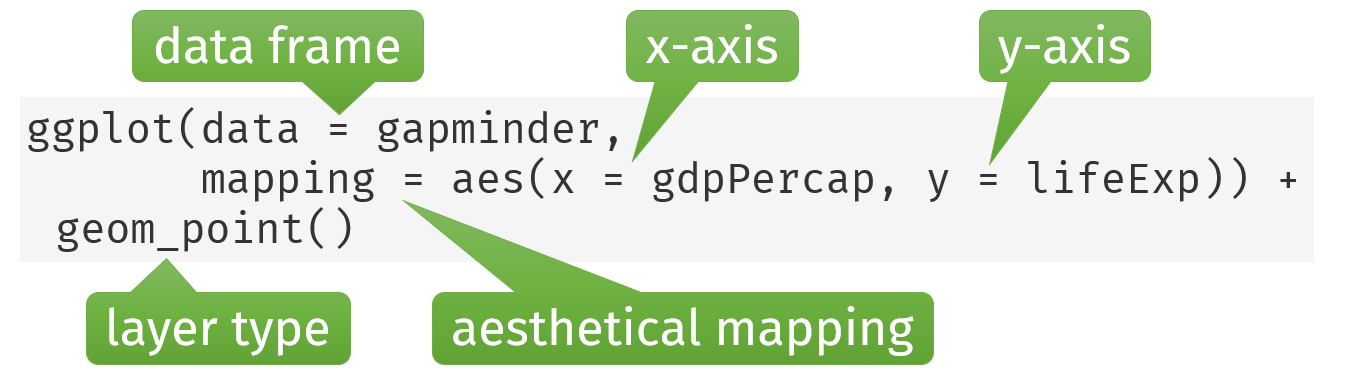 data frame
x-axis
y-axis
ggplot(data = gapminder,
mapping = aes(x = gdpPercap, y = lifeExp)) +
geom_point()
layer type
aesthetical mapping